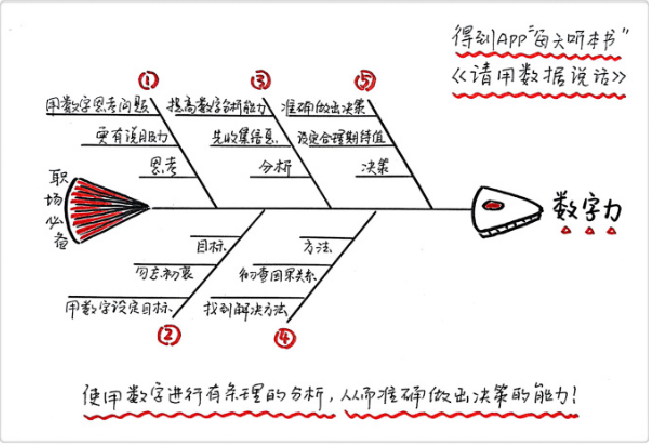 得到APP"每天听本书"
《请用数据说话》
①
③
⑤
用数字思考问题
提高数字分析能力
准确做出决策
更有说服力
先收集信息
设定合理期待值
思考
分析
决策
职场必备
数字力
目标
方法
勿忘初衷
彻查因果关系
用数字设定目标
找到解决方法
②
④
使用数字进行有条理的分析，从而准确做出决策的能力！